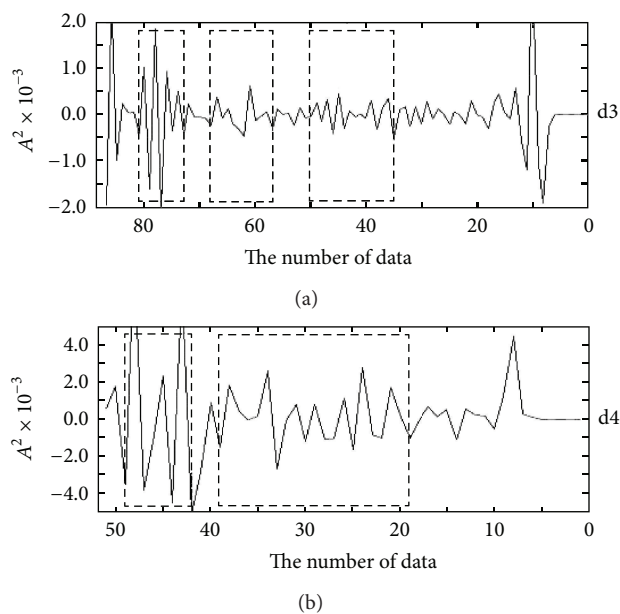 2.0
1.0
0.0
−1.0
−2.0
A² × 10⁻³
d3
80 60 40 20 0
The number of data
(a)
4.0
2.0
0.0
−2.0
−4.0
A² × 10⁻³
d4
50 40 30 20 10 0
The number of data
(b)